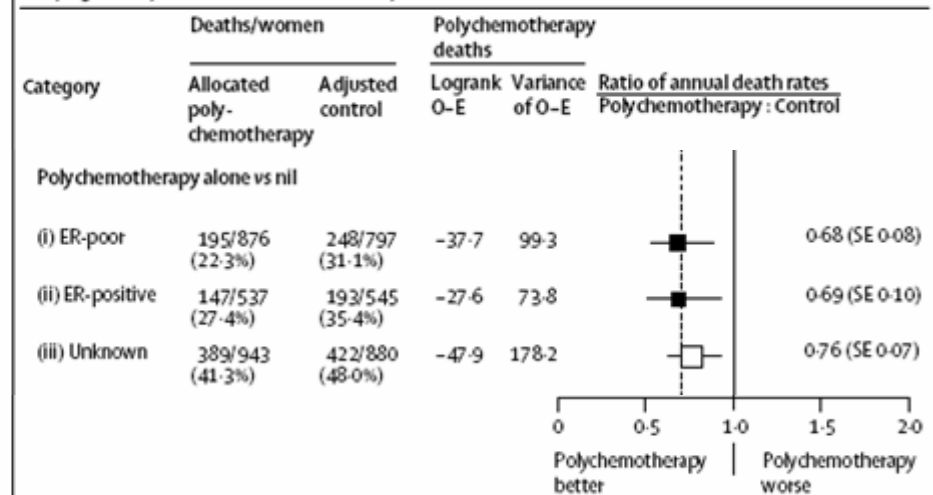 Deaths/women Polychemotherapy
deaths
Category Allocated Adjusted Logrank Variance Ratio of annual death rates
poly- control O–E of O–E Polychemotherapy : Control
chemotherapy
Polychemotherapy alone vs nil
(i) ER-poor 195/876 248/797 –37·7 99·3 0·68 (SE 0·08)
(22·3%) (31·1%)
(ii) ER-positive 147/537 193/545 –27·6 73·8 0·69 (SE 0·10)
(27·4%) (35·4%)
(iii) Unknown 389/943 422/880 –47·9 178·2 0·76 (SE 0·07)
(41·3%) (48·0%)
0 0·5 1·0 1·5 2·0
Polychemotherapy Polychemotherapy
better worse